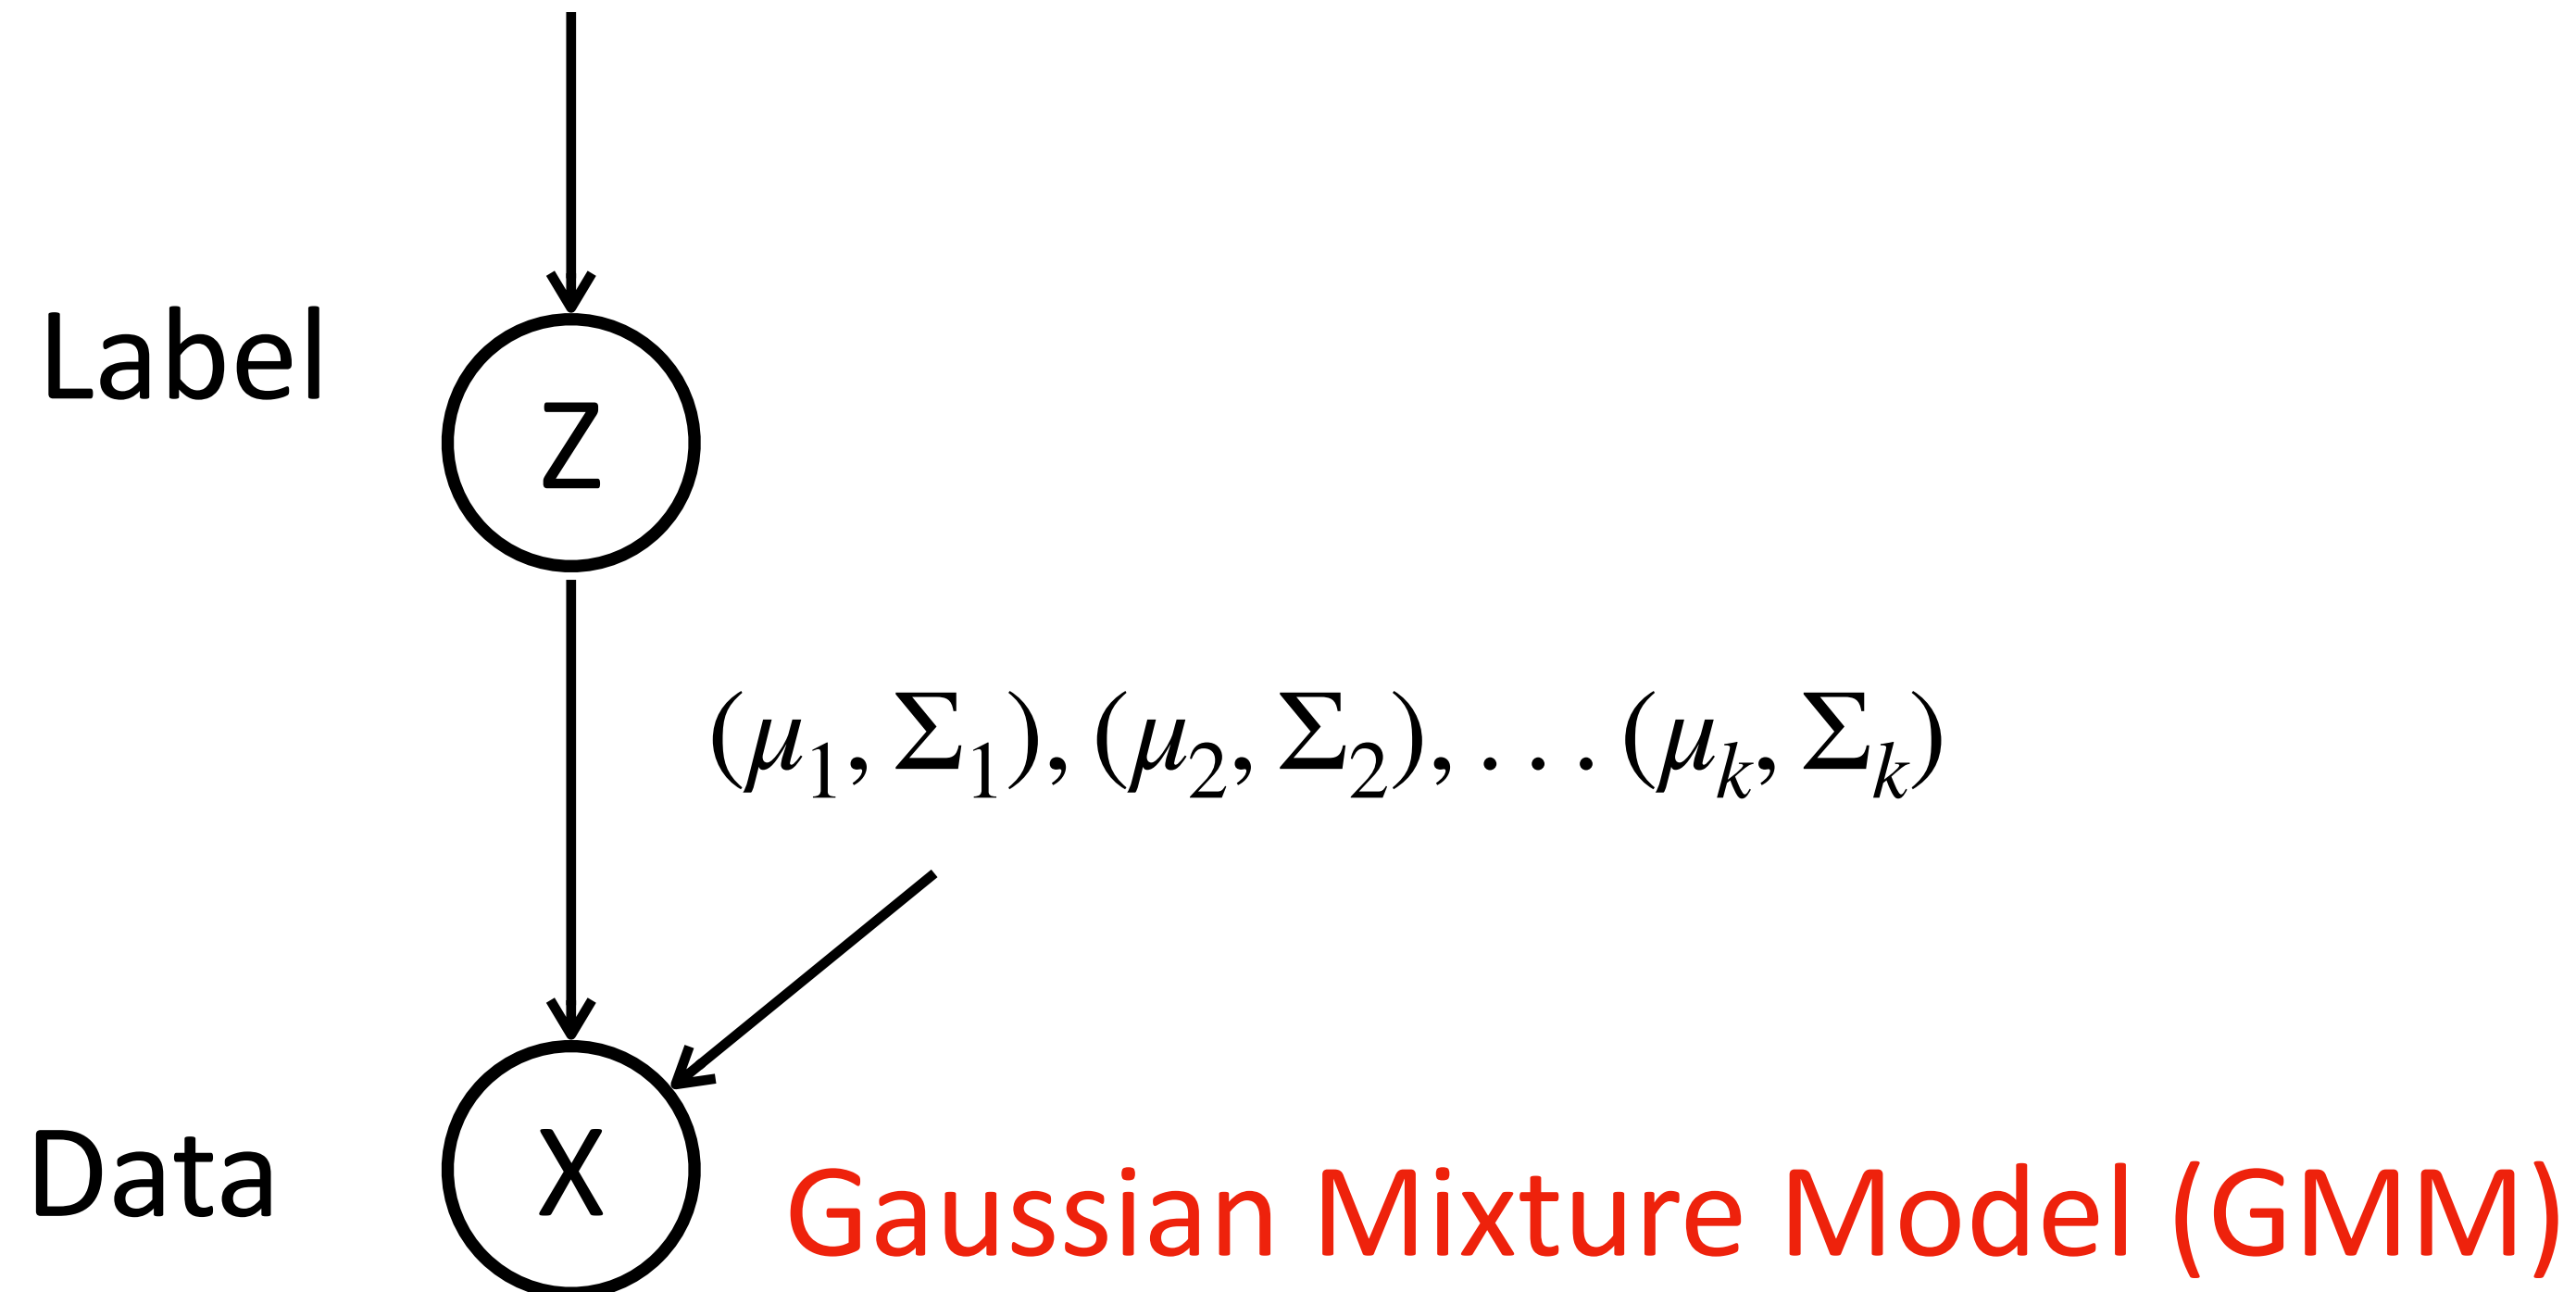 Label
Z
(μ₁, Σ₁), (μ₂, Σ₂), . . . (μₖ, Σₖ)
Data
X
Gaussian Mixture Model (GMM)